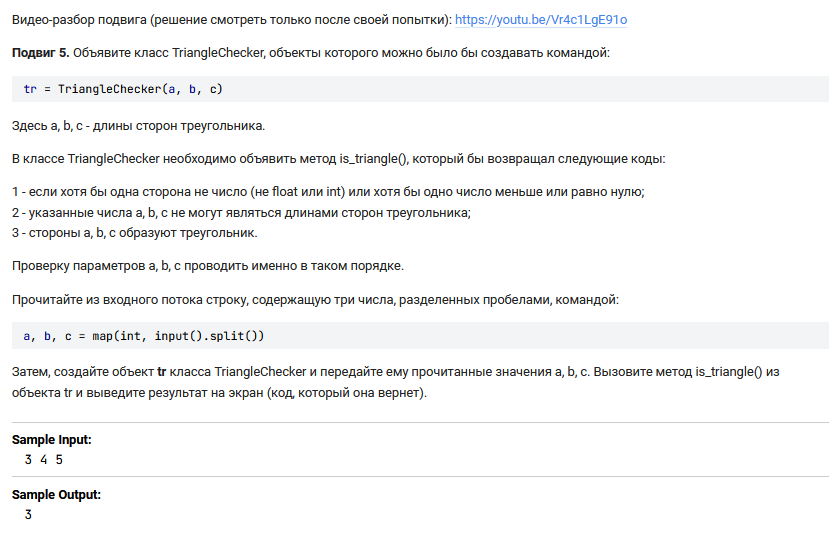 Видео-разбор подвига (решение смотреть только после своей попытки): https://youtu.be/Vr4c1LgE91o
Подвиг 5. Объявите класс TriangleChecker, объекты которого можно было бы создавать командой:
tr = TriangleChecker(a, b, c)
Здесь a, b, c - длины сторон треугольника.
В классе TriangleChecker необходимо объявить метод is_triangle(), который бы возвращал следующие коды:
1 - если хотя бы одна сторона не число (не float или int) или хотя бы одно число меньше или равно нулю;
2 - указанные числа a, b, c не могут являться длинами сторон треугольника;
3 - стороны a, b, c образуют треугольник.
Проверку параметров a, b, c проводить именно в таком порядке.
Прочитайте из входного потока строку, содержащую три числа, разделенных пробелами, командой:
a, b, c = map(int, input().split())
Затем, создайте объект tr класса TriangleChecker и передайте ему прочитанные значения a, b, c. Вызовите метод is_triangle() из
объекта tr и выведите результат на экран (код, который она вернет).
Sample Input:
3 4 5
Sample Output:
3